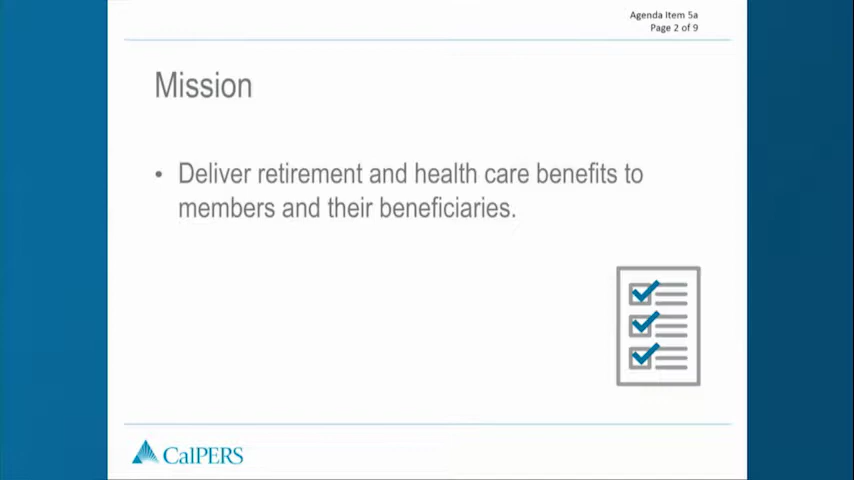 Agenda Item 5a
Page 2 of 9
Mission
• Deliver retirement and health care benefits to
members and their beneficiaries.
CalPERS